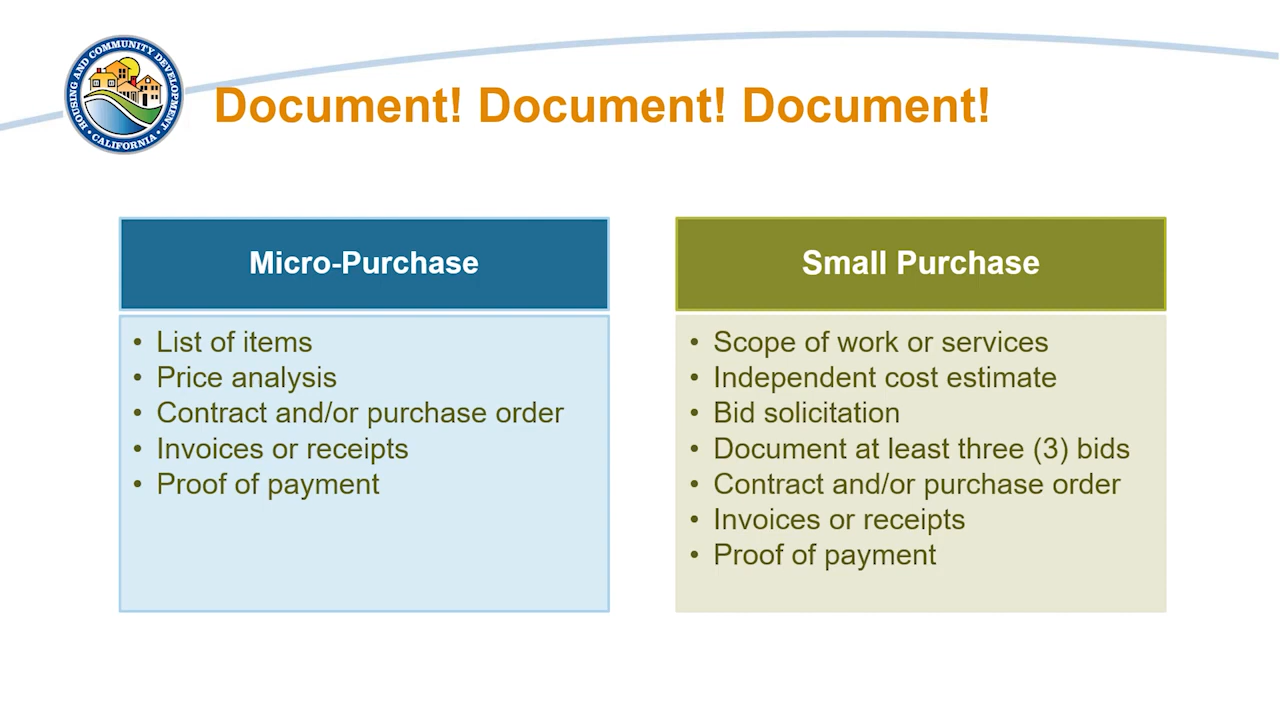 HOUSING AND COMMUNITY DEVELOPMENT
• CALIFORNIA •
Document! Document! Document!
Micro-Purchase
• List of items
• Price analysis
• Contract and/or purchase order
• Invoices or receipts
• Proof of payment
Small Purchase
• Scope of work or services
• Independent cost estimate
• Bid solicitation
• Document at least three (3) bids
• Contract and/or purchase order
• Invoices or receipts
• Proof of payment